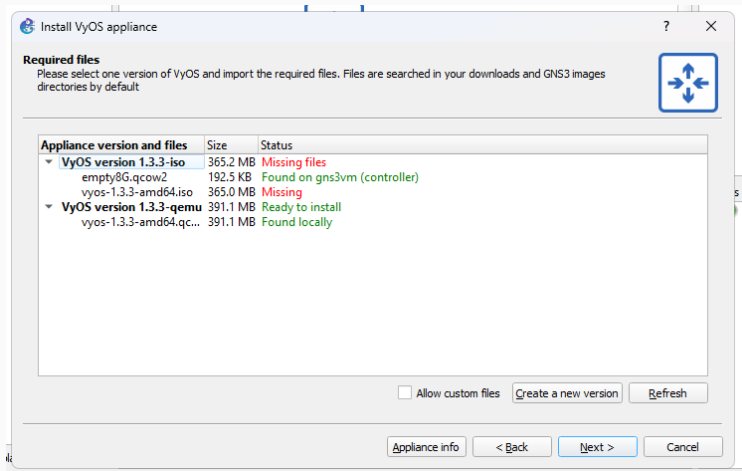 Install VyOS appliance
?
Required files
Please select one version of VyOS and import the required files. Files are searched in your downloads and GNS3 images
directories by default
Appliance version and files Size Status
VyOS version 1.3.3-iso 365.2 MB Missing files
empty8G.qcow2 192.5 KB Found on gns3vm (controller)
vyos-1.3.3-amd64.iso 365.0 MB Missing
VyOS version 1.3.3-qemu 391.1 MB Ready to install
vyos-1.3.3-amd64.qc... 391.1 MB Found locally
Allow custom files Create a new version Refresh
Appliance info < Back Next > Cancel